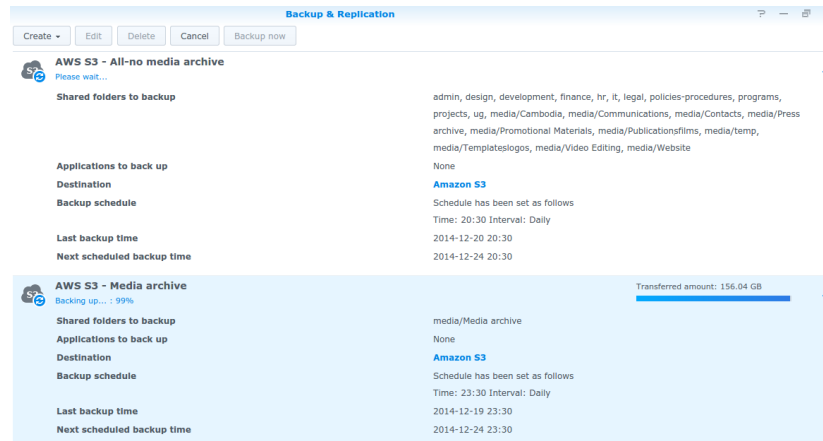 Backup & Replication
Create Edit Delete Cancel Backup now
AWS S3 - All-no media archive
Please wait...
Shared folders to backup admin, design, development, finance, hr, it, legal, policies-procedures, programs,
projects, ug, media/Cambodia, media/Communications, media/Contacts, media/Press
archive, media/Promotional Materials, media/Publicationsfilms, media/temp,
media/Templateslogos, media/Video Editing, media/Website
Applications to back up None
Destination Amazon S3
Backup schedule Schedule has been set as follows
Time: 20:30 Interval: Daily
Last backup time 2014-12-20 20:30
Next scheduled backup time 2014-12-24 20:30
AWS S3 - Media archive Transferred amount: 156.04 GB
Backing up... : 99%
Shared folders to backup media/Media archive
Applications to back up None
Destination Amazon S3
Backup schedule Schedule has been set as follows
Time: 23:30 Interval: Daily
Last backup time 2014-12-19 23:30
Next scheduled backup time 2014-12-24 23:30